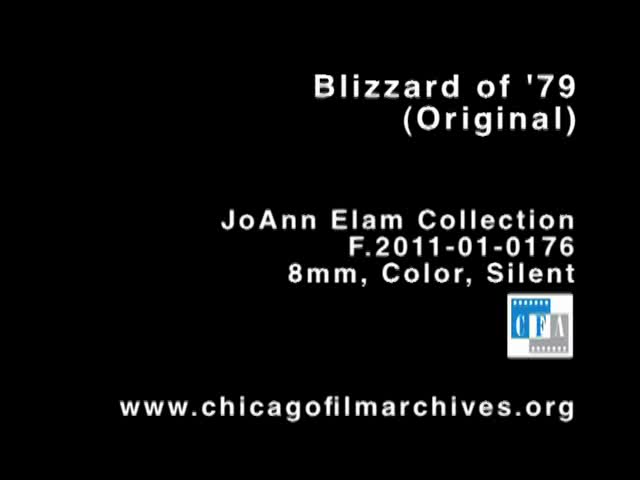 Blizzard of '79
(Original)
JoAnn Elam Collection
F.2011-01-0176
8mm, Color, Silent
CFA
www.chicagofilmarchives.org